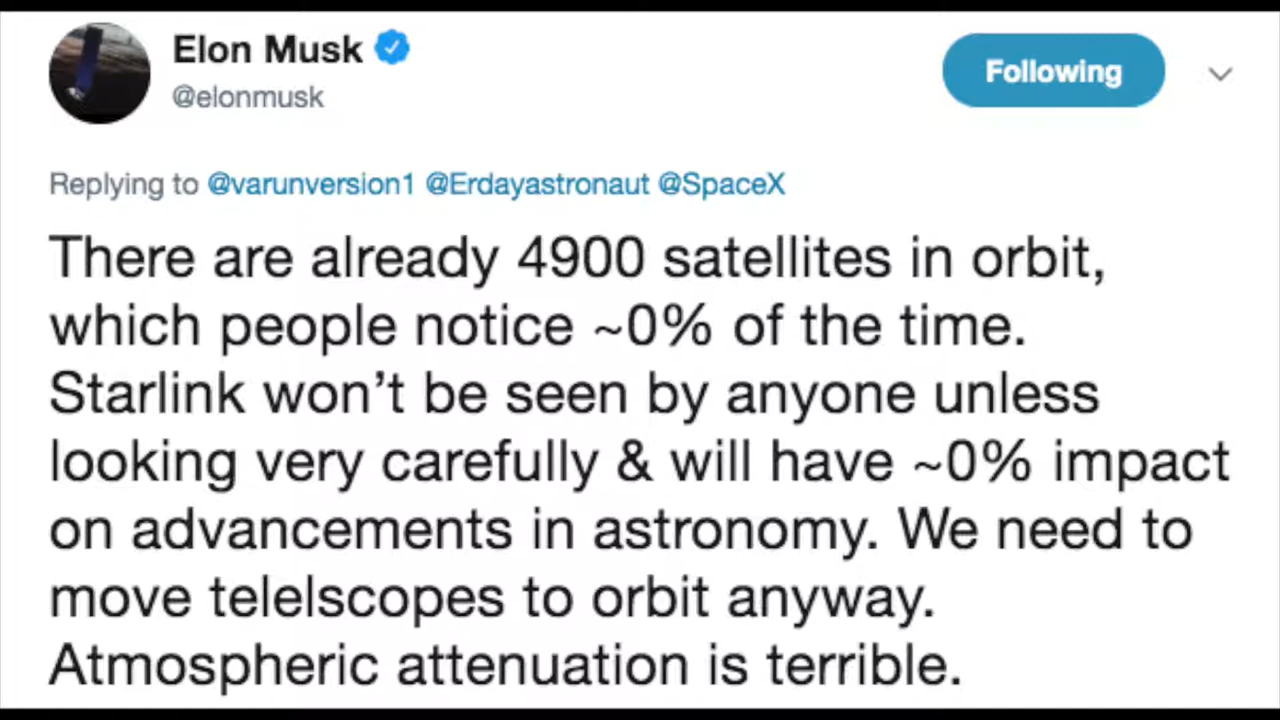 Elon Musk
@elonmusk
Following
Replying to @varunversion1 @Erdayastronaut @SpaceX
There are already 4900 satellites in orbit,
which people notice ~0% of the time.
Starlink won’t be seen by anyone unless
looking very carefully & will have ~0% impact
on advancements in astronomy. We need to
move telelscopes to orbit anyway.
Atmospheric attenuation is terrible.